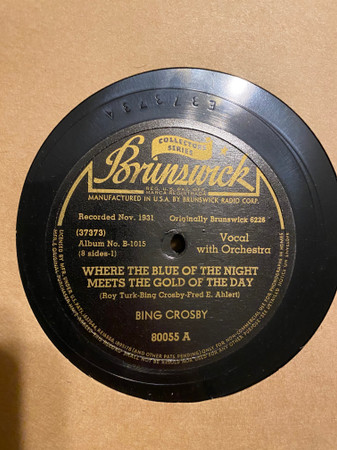 E37373A
COLLECTORS
SERIES
Brunswick
REG. U.S. PAT. OFF.
MARCA REGISTRADA
MANUFACTURED IN U.S.A. BY BRUNSWICK RADIO CORP.
Recorded Nov. 1931 Originally Brunswick 6226
(37373)
Album No. B-1015
(8 sides-1)
Vocal
with Orchestra
WHERE THE BLUE OF THE NIGHT
MEETS THE GOLD OF THE DAY
(Roy Turk-Bing Crosby-Fred E. Ahlert)
BING CROSBY
80055 A